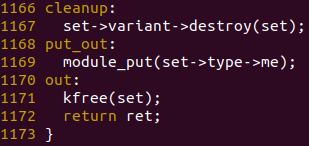 1166 cleanup:
1167   set->variant->destroy(set);
1168 put_out:
1169   module_put(set->type->me);
1170 out:
1171   kfree(set);
1172   return ret;
1173 }